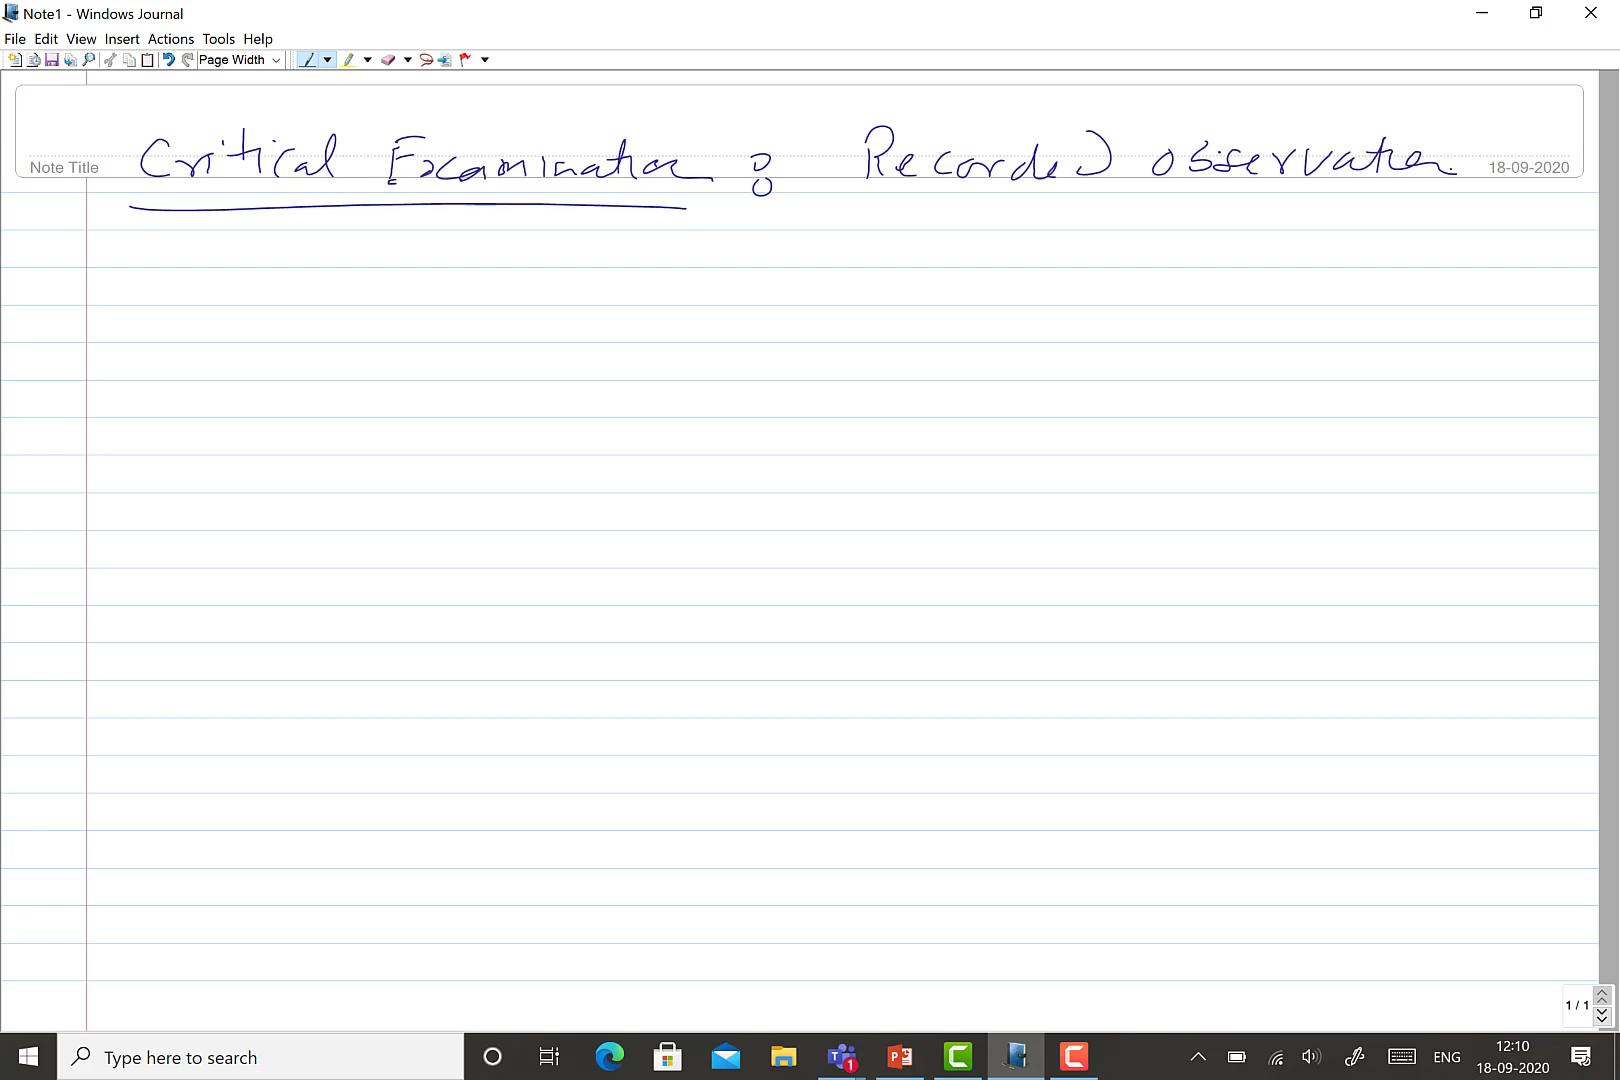 Note1 - Windows Journal
File Edit View Insert Actions Tools Help
Page Width
Critical Examination : Recorded observation.
Note Title
18-09-2020
1 / 1
Type here to search
ENG
12:10
18-09-2020